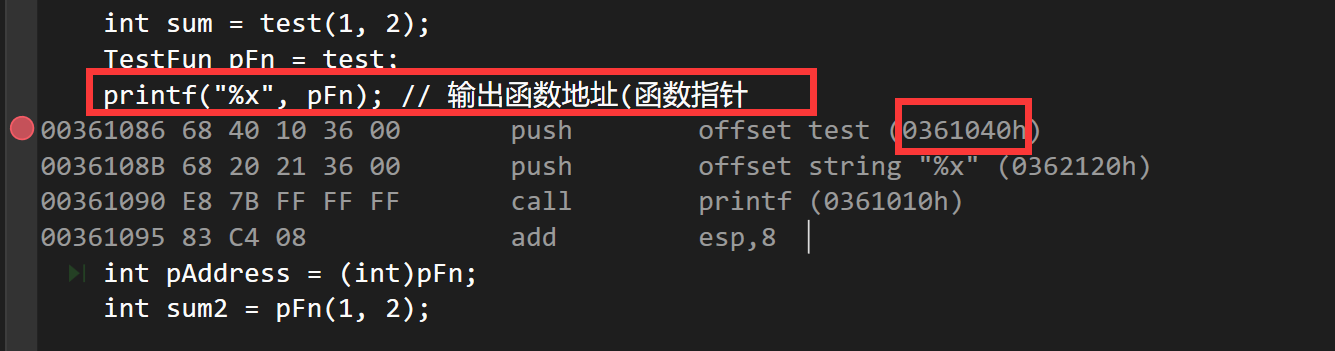 int sum = test(1, 2);
TestFun pFn = test;
printf("%x", pFn); // 输出函数地址(函数指针
00361086 68 40 10 36 00 push offset test (0361040h)
0036108B 68 20 21 36 00 push offset string "%x" (0362120h)
00361090 E8 7B FF FF FF call printf (0361010h)
00361095 83 C4 08 add esp,8
int pAddress = (int)pFn;
int sum2 = pFn(1, 2);